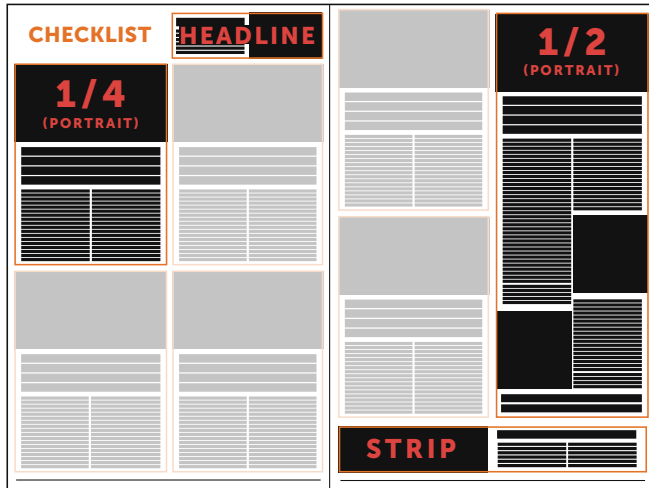 CHECKLIST
HEADLINE
1/4
(PORTRAIT)
1/2
(PORTRAIT)
STRIP